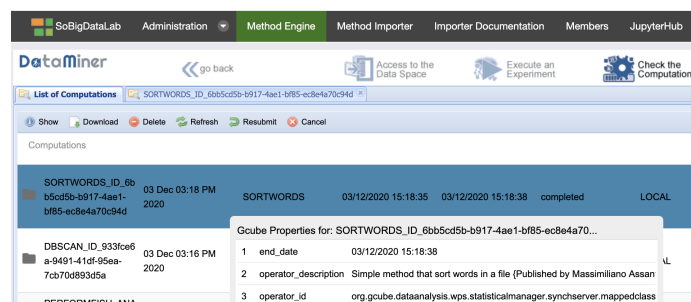 SoBigDataLab Administration Method Engine Method Importer Importer Documentation Members JupyterHub
DataMiner
go back
Access to the
Data Space
Execute an
Experiment
Check the
Computation
List of Computations SORTWORDS_ID_6bb5cd5b-b917-4ae1-bf85-ec8e4a70c94d
Show Download Delete Refresh Resubmit Cancel
Computations
SORTWORDS_ID_6b
b5cd5b-b917-4ae1-
bf85-ec8e4a70c94d
03 Dec 03:18 PM
2020
SORTWORDS 03/12/2020 15:18:35 03/12/2020 15:18:38 completed LOCAL
Gcube Properties for: SORTWORDS_ID_6bb5cd5b-b917-4ae1-bf85-ec8e4a70...
DBSCAN_ID_933fce6
a-9491-41df-95ea-
7cb70d893d5a
03 Dec 03:16 PM
2020
1 end_date 03/12/2020 15:18:38
AL
2 operator_description Simple method that sort words in a file {Published by Massimiliano Assan
3 operator_id org.gcube.dataanalysis.wps.statisticalmanager.synchserver.mappedclass